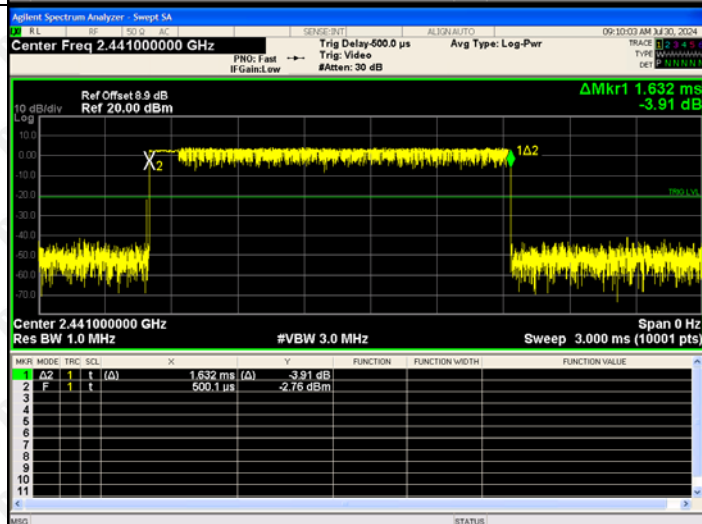 Agilent Spectrum Analyzer - Swept SA
RL RF 50 Ω AC SENSE:INT ALIGN AUTO 09:10:03 AM Jul 30, 2024
Center Freq 2.441000000 GHz
PNO: Fast
IFGain:Low
Trig Delay-500.0 µs
Trig: Video
#Atten: 30 dB
Avg Type: Log-Pwr
TRACE 1 2 3 4 5 6
TYPE
DET P N N N N N
ΔMkr1 1.632 ms
-3.91 dB
Ref Offset 8.9 dB
10 dB/div Ref 20.00 dBm
Log
10.0
0.00
-10.0
-20.0
-30.0
-40.0
-50.0
-60.0
-70.0
X2
1Δ2
TRIG LVL
Center 2.441000000 GHz Span 0 Hz
Res BW 1.0 MHz #VBW 3.0 MHz Sweep 3.000 ms (10001 pts)
MKR MODE TRC SCL X Y FUNCTION FUNCTION WIDTH FUNCTION VALUE
1 Δ2 1 t (Δ) 1.632 ms (Δ) -3.91 dB
2 F 1 t 500.1 µs -2.76 dBm
3
4
5
6
7
8
9
10
11
MSG STATUS